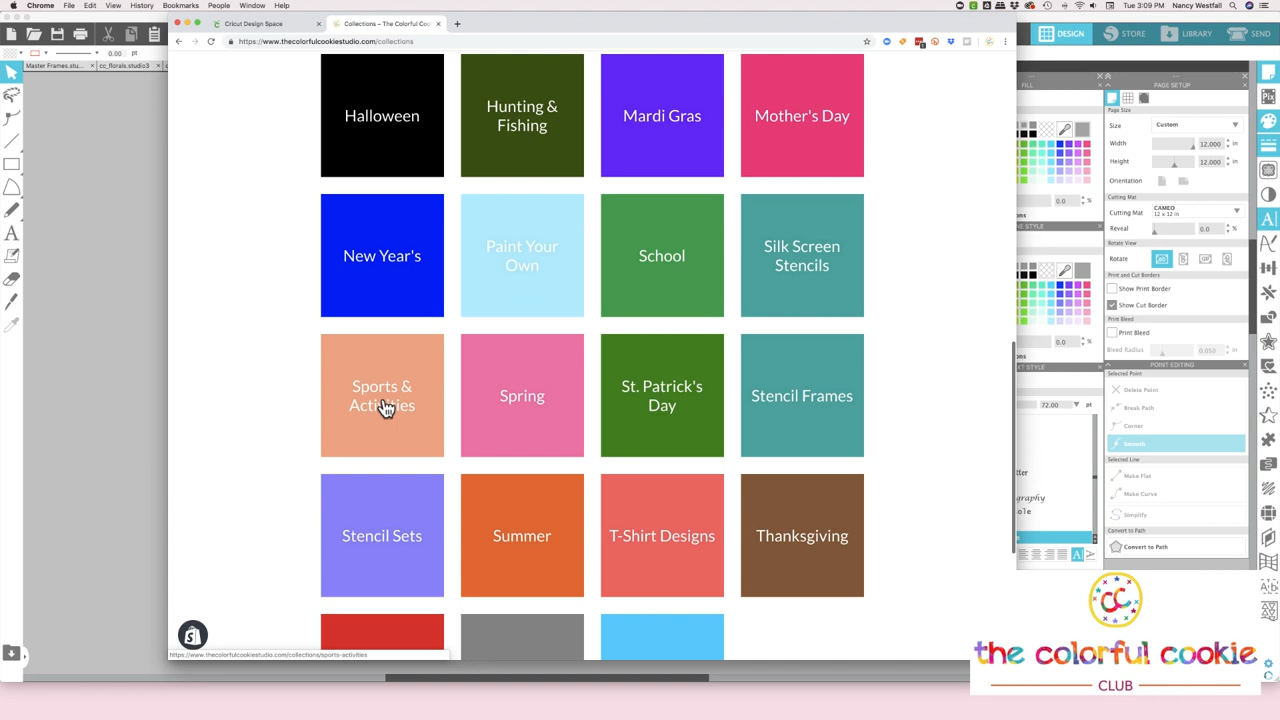 Chrome File Edit View History Bookmarks People Window Help
Tue 3:09 PM Nancy Westfall
Cricut Design Space
Collections – The Colorful Coo
https://www.thecolorfulcookiestudio.com/collections
DESIGN STORE LIBRARY SEND
0.00 pt
Master Frames.stu... cc_florals.studio3
Halloween
Hunting &
Fishing
Mardi Gras
Mother's Day
New Year's
Paint Your
Own
School
Silk Screen
Stencils
Sports &
Activities
Spring
St. Patrick's
Day
Stencil Frames
Stencil Sets
Summer
T-Shirt Designs
Thanksgiving
https://www.thecolorfulcookiestudio.com/collections/sports-activities
FILL
0.0 %
0.0 %
72.00 pt
PAGE SETUP
Page Size
Size Custom
Width 12.000 in
Height 12.000 in
Orientation
Cutting Mat
CAMEO
12 x 12 in
Reveal 0.0 %
Rotate View
Rotate
Print and Cut Borders
Show Print Border
Show Cut Border
Print Bleed
Print Bleed
Bleed Radius 0.050 in
POINT EDITING
Selected Point
Delete Point
Break Path
Corner
Smooth
Selected Line
Make Flat
Make Curve
Simplify
Convert to Path
Convert to Path
CC
the colorful cookie
CLUB